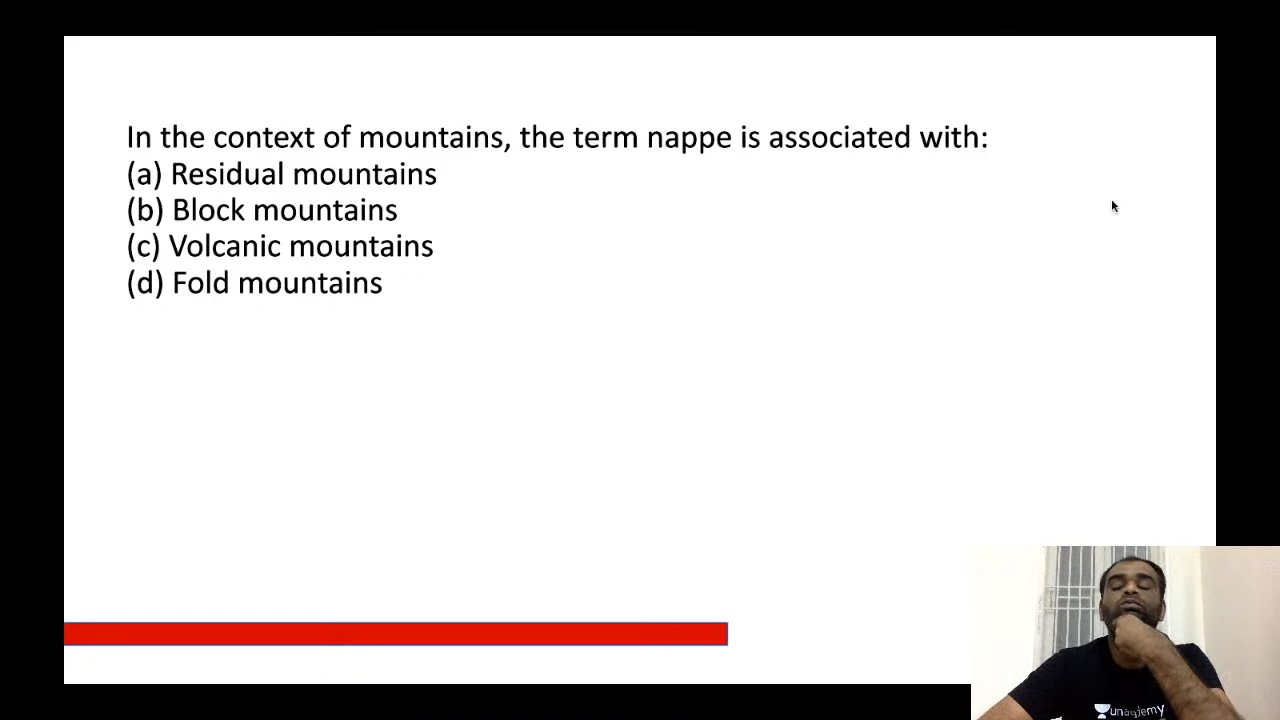 In the context of mountains, the term nappe is associated with:
(a) Residual mountains
(b) Block mountains
(c) Volcanic mountains
(d) Fold mountains
unacademy